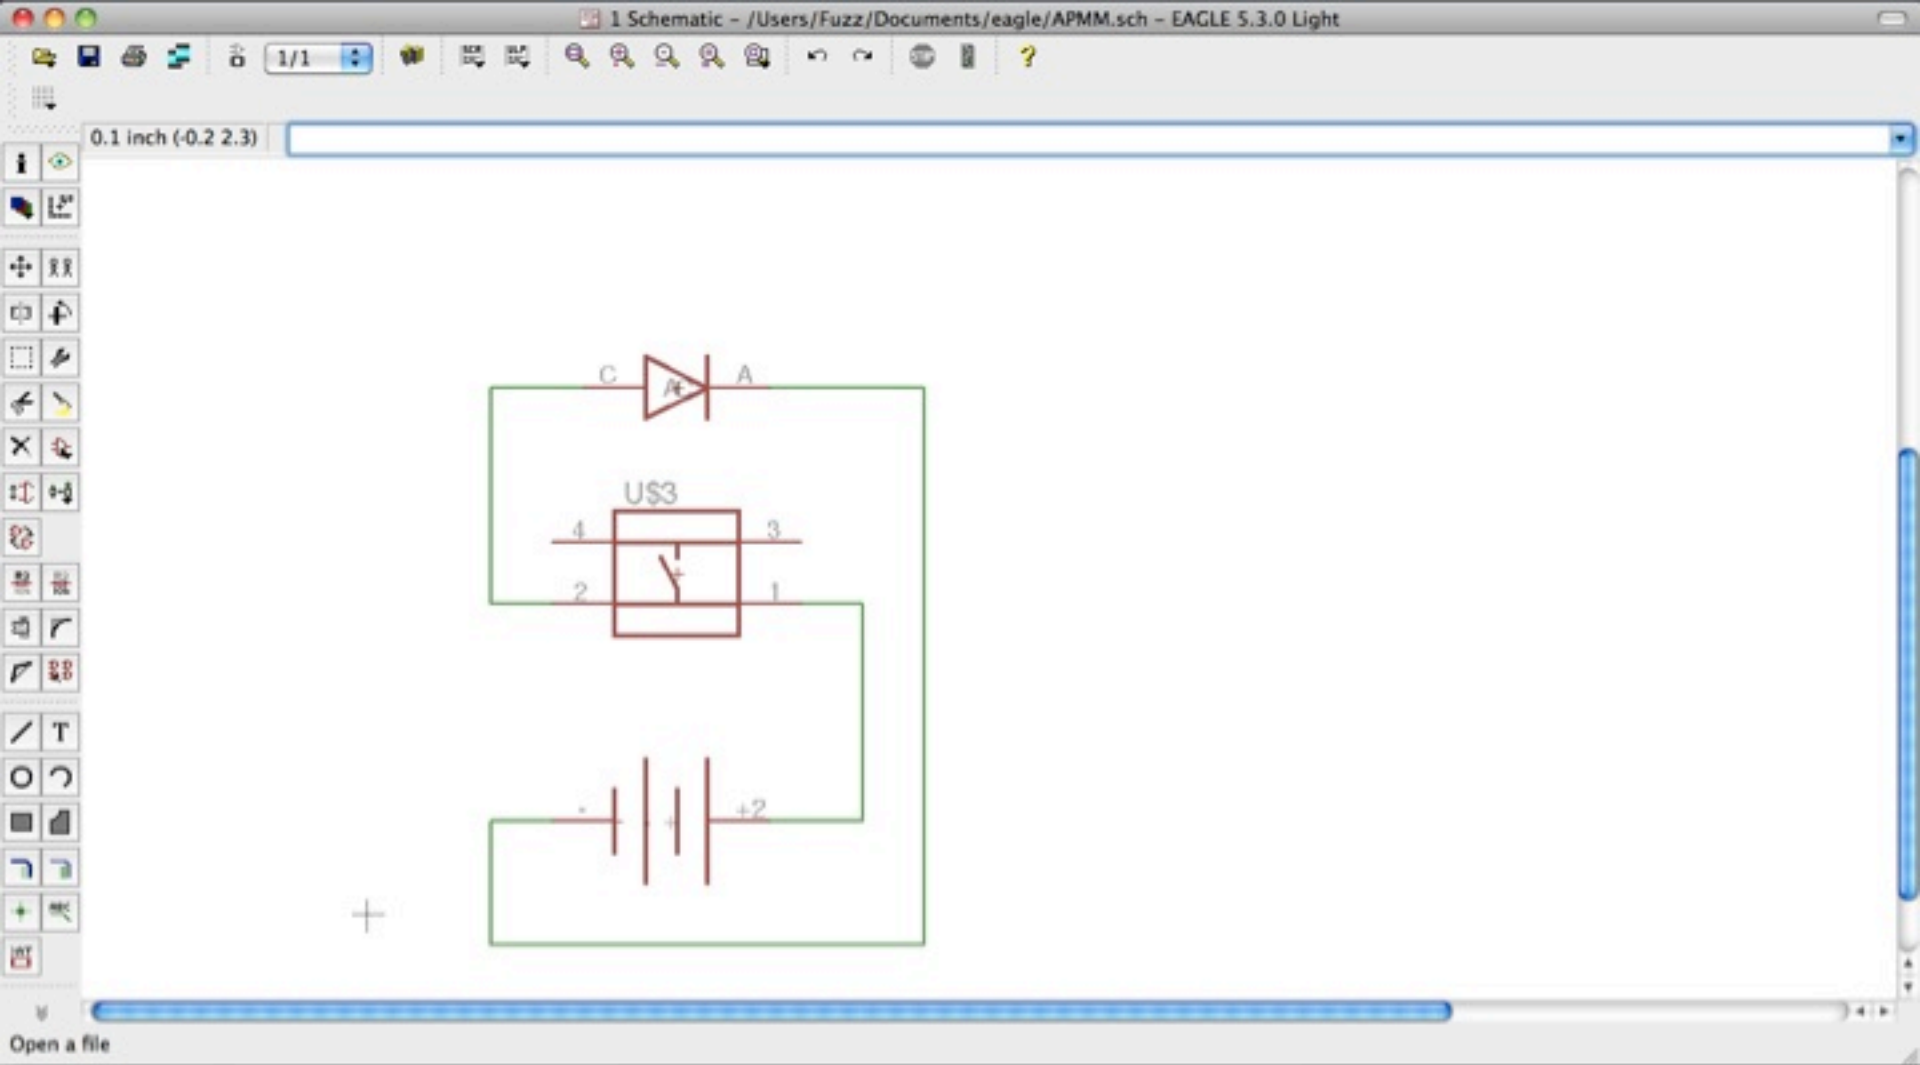 1 Schematic – /Users/Fuzz/Documents/eagle/APMM.sch – EAGLE 5.3.0 Light
1/1
0.1 inch (-0.2 2.3)
C A
U$3
4 3
2 1
- +2
T
Open a file